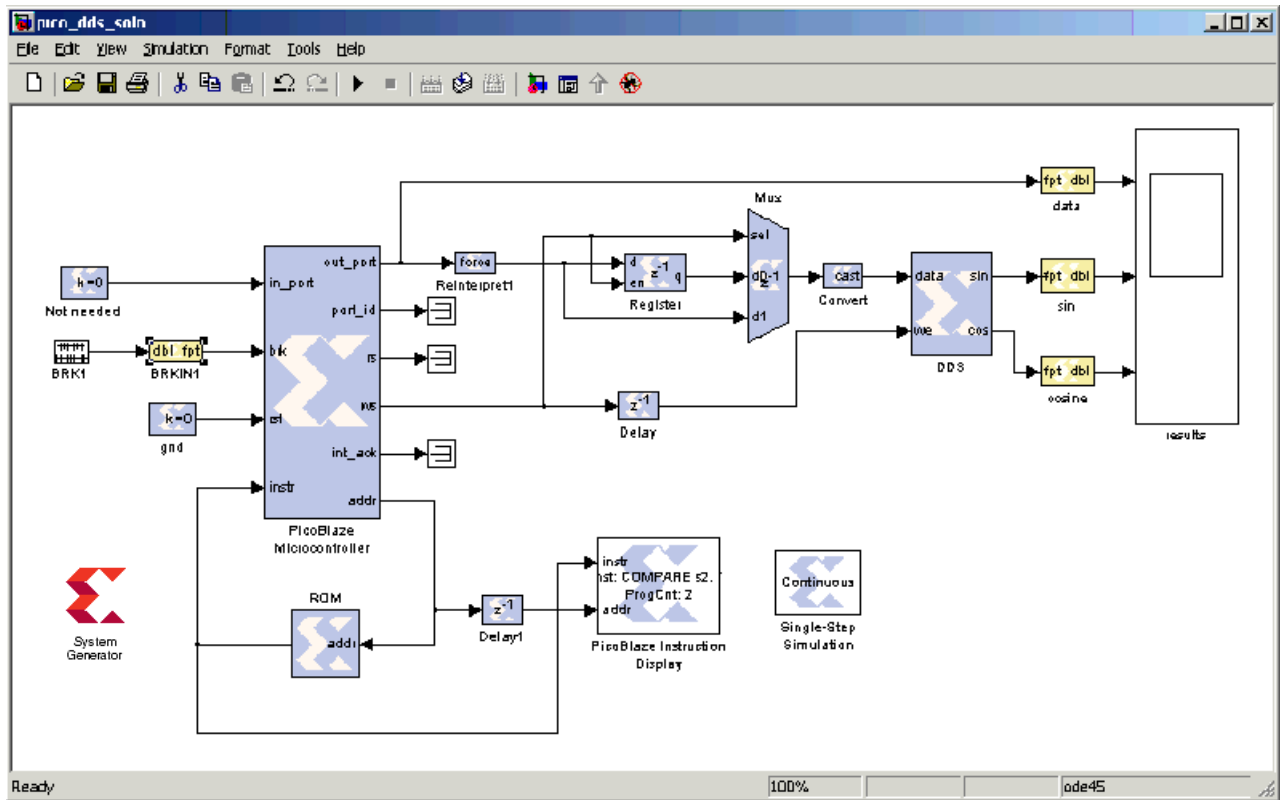 pico_dds_soln
File Edit View Simulation Format Tools Help
Mux
fpt dbl
data
out_port
force
Reinterpret1
sel
d
z-1
q
en
Register
d0
z-1
d1
cast
Convert
data
sin
we
cos
DDS
fpt dbl
sin
fpt dbl
cosine
results
k=0
Not needed
in_port
port_id
BRK1
dbl fpt
BRKIN1
brk
rs
k=0
gnd
rst
ws
z-1
Delay
int_ack
instr
addr
PicoBlaze
Microcontroller
System
Generator
ROM
addr
z-1
Delay1
instr
nst: COMPARE s2,
ProgCnt: 2
addr
PicoBlaze Instruction
Display
Continuous
Single-Step
Simulation
Ready
100%
ode45